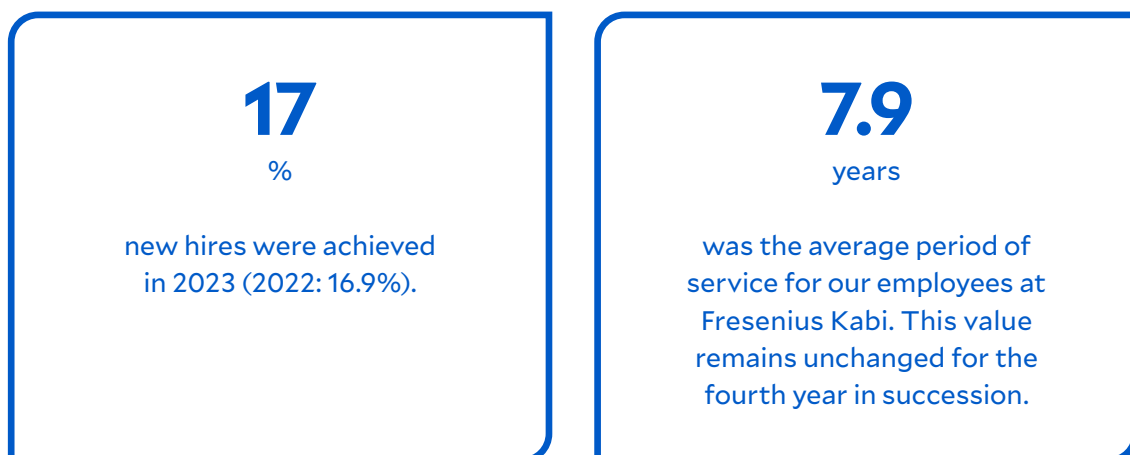 17
%
new hires were achieved
in 2023 (2022: 16.9%).
7.9
years
was the average period of
service for our employees at
Fresenius Kabi. This value
remains unchanged for the
fourth year in succession.